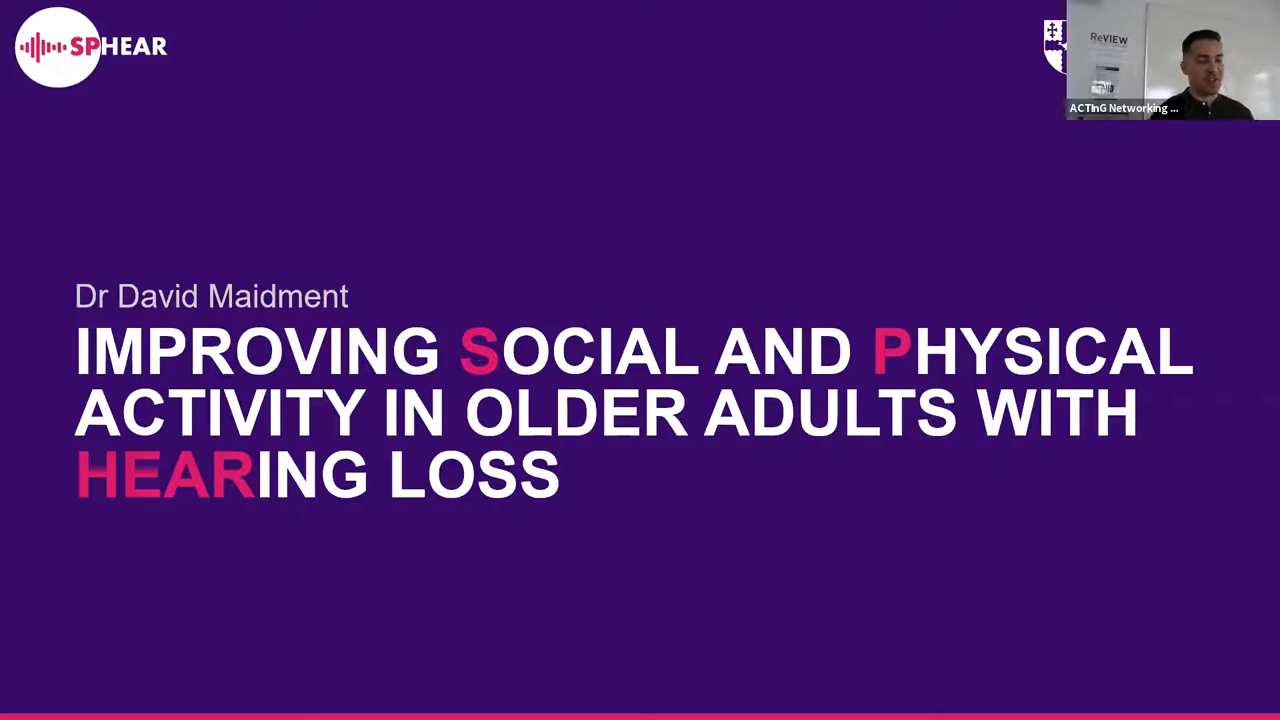 SPHEAR
ReVIEW
ACTInG Networking ...
Dr David Maidment
IMPROVING SOCIAL AND PHYSICAL
ACTIVITY IN OLDER ADULTS WITH
HEARING LOSS